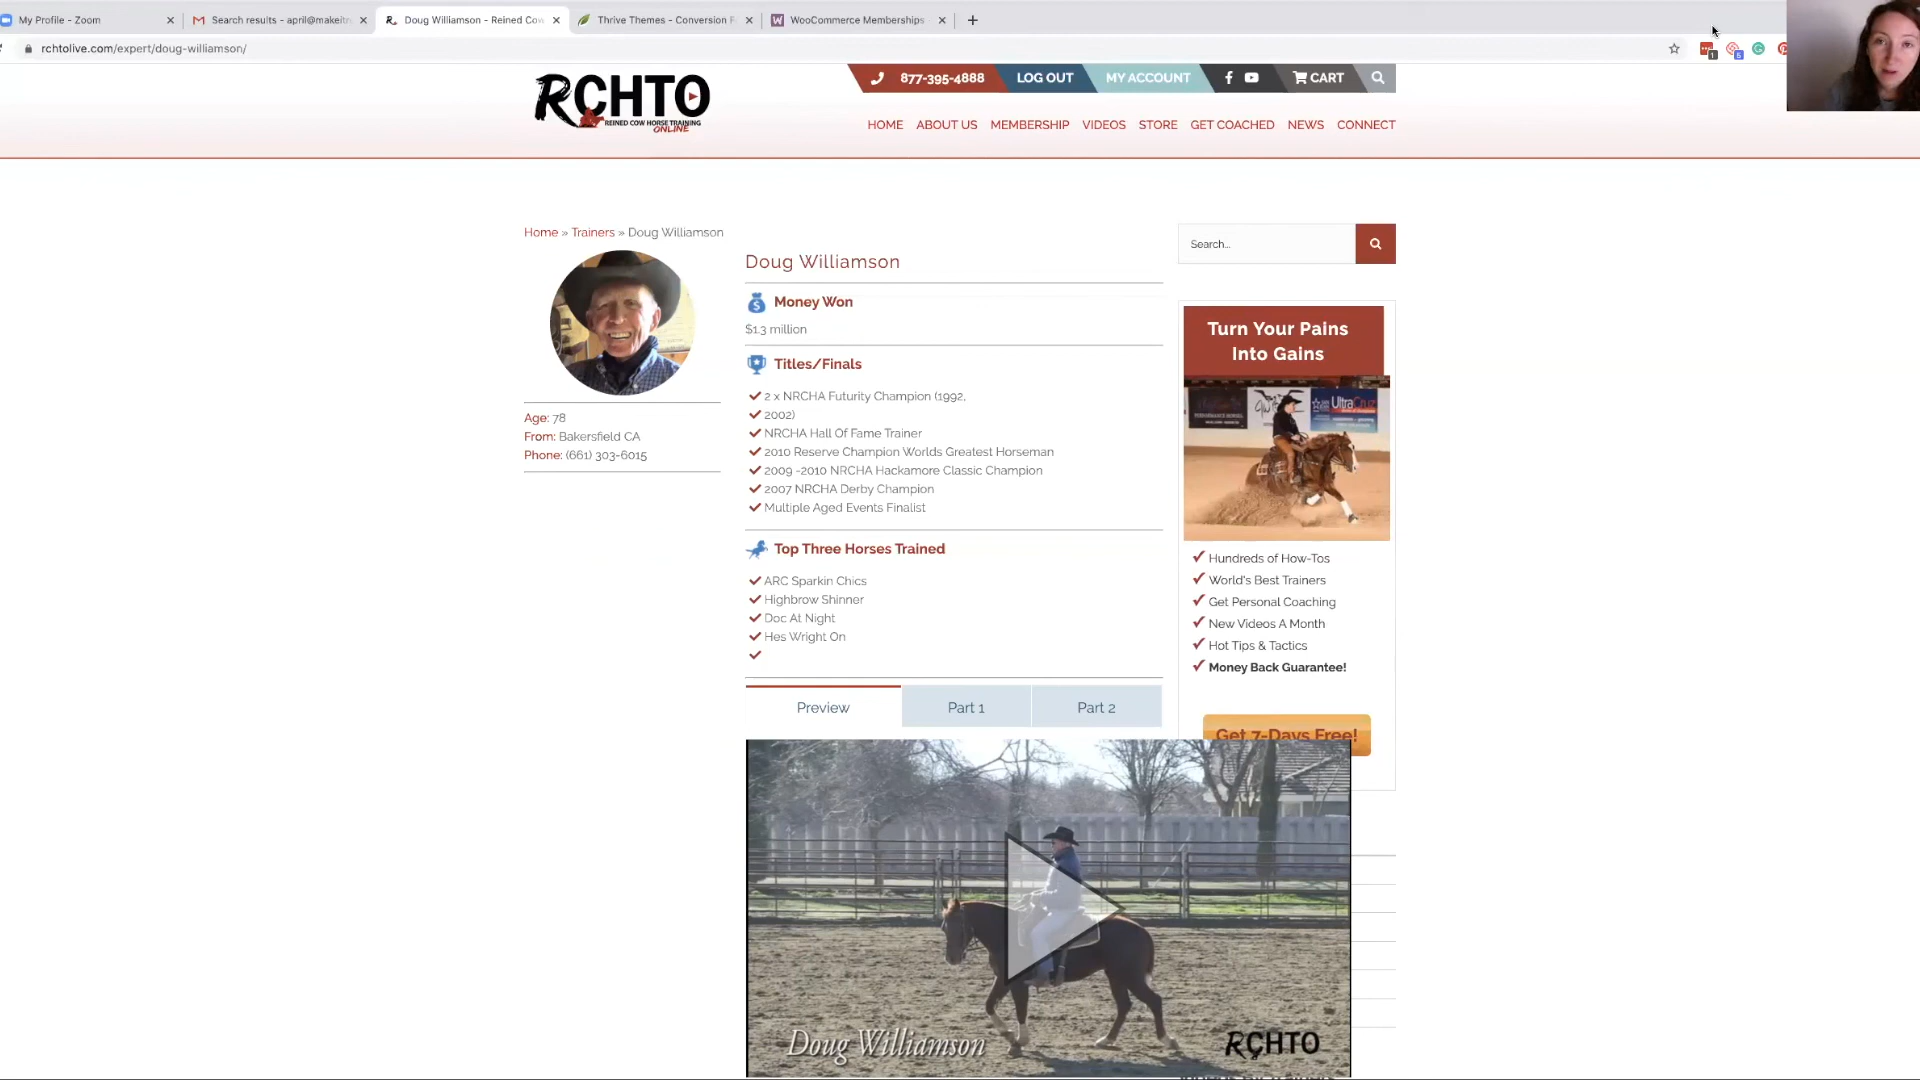 My Profile - Zoom
Search results - april@makeitr
Doug Williamson - Reined Cow
Thrive Themes - Conversion F
WooCommerce Memberships
rchtolive.com/expert/doug-williamson/
RCHTO
REINED COW HORSE TRAINING
ONLINE
877-395-4888
LOG OUT
MY ACCOUNT
CART
HOME
ABOUT US
MEMBERSHIP
VIDEOS
STORE
GET COACHED
NEWS
CONNECT
Home » Trainers » Doug Williamson
Age: 78
From: Bakersfield CA
Phone: (661) 303-6015
Doug Williamson
Money Won
$1.3 million
Titles/Finals
2 x NRCHA Futurity Champion (1992,
2002)
NRCHA Hall Of Fame Trainer
2010 Reserve Champion Worlds Greatest Horseman
2009 -2010 NRCHA Hackamore Classic Champion
2007 NRCHA Derby Champion
Multiple Aged Events Finalist
Top Three Horses Trained
ARC Sparkin Chics
Highbrow Shinner
Doc At Night
Hes Wright On
Preview
Part 1
Part 2
Doug Williamson
RCHTO
Search...
Turn Your Pains
Into Gains
UltraCruz
Hundreds of How-Tos
World's Best Trainers
Get Personal Coaching
New Videos A Month
Hot Tips & Tactics
Money Back Guarantee!
Get 7-Days Free!